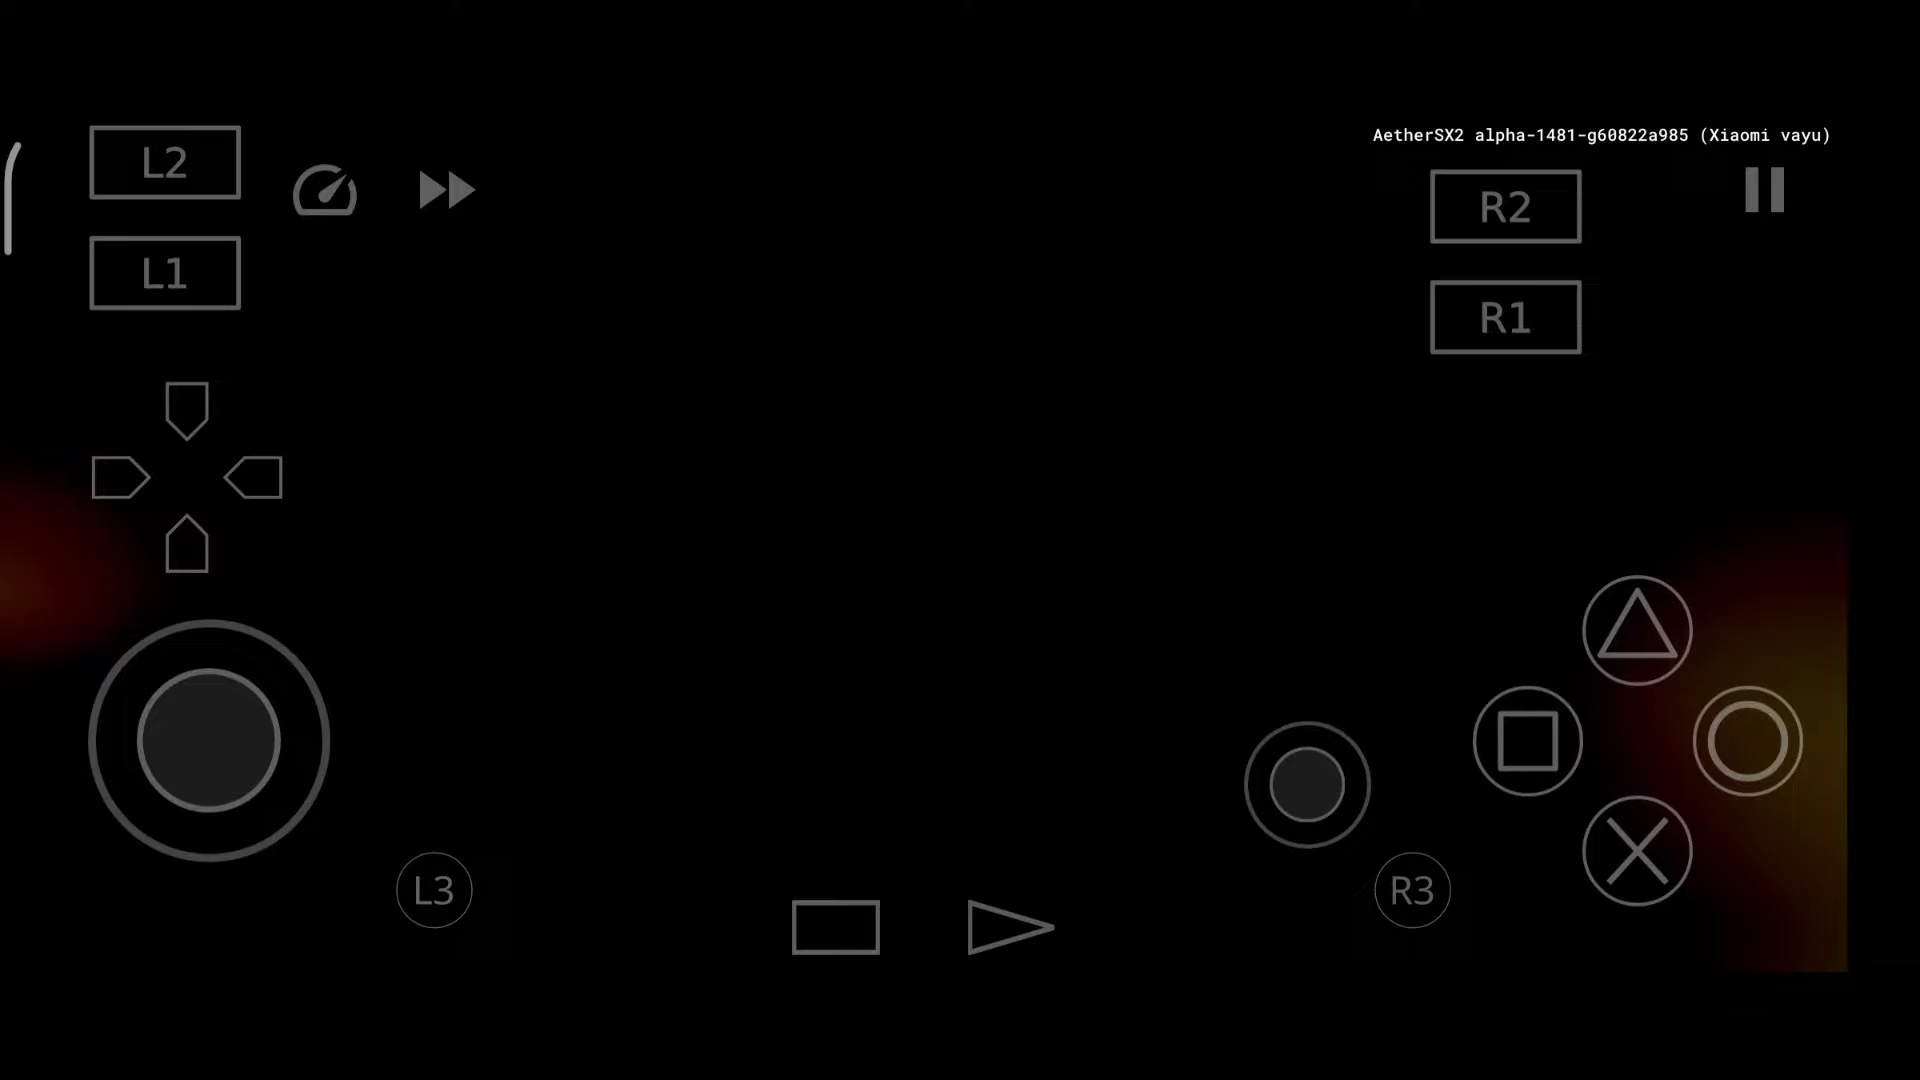 AetherSX2 alpha-1481-g60822a985 (Xiaomi vayu)
L2
R2
L1
R1
L3
R3